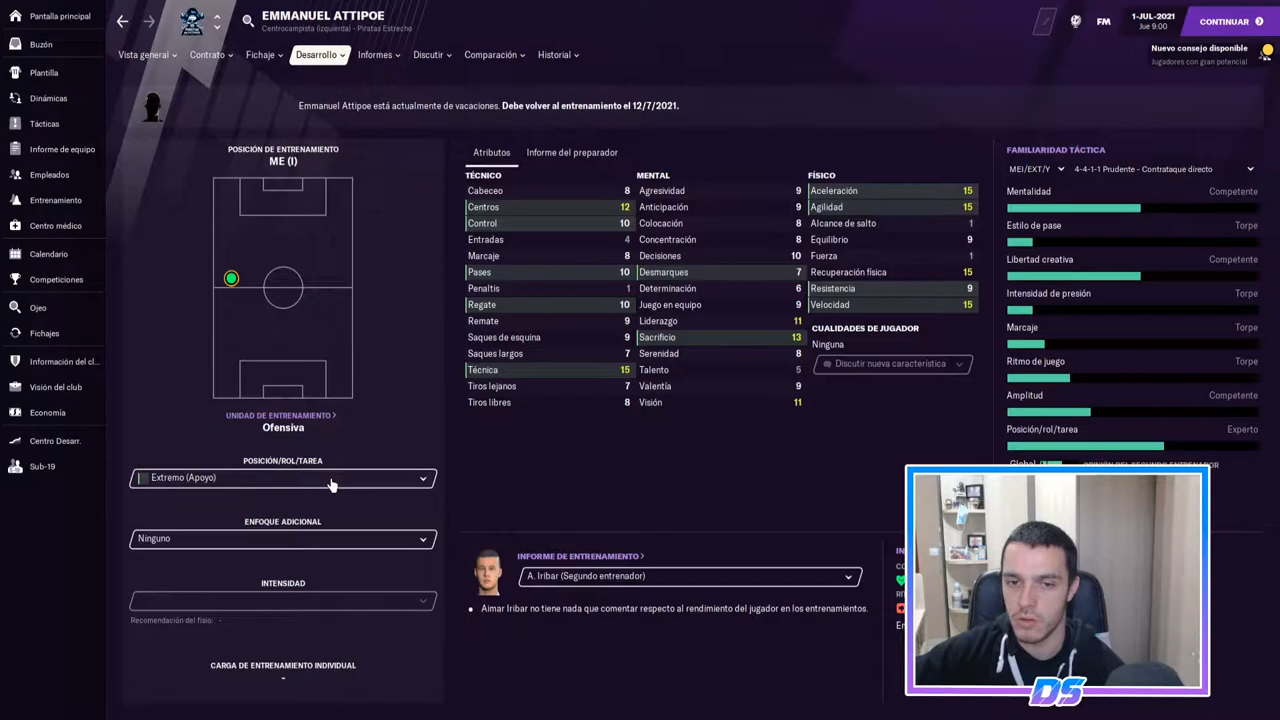 Pantalla principal
EMMANUEL ATTIPOE
Centrocampista (izquierda) - Piratas Estrecho
FM
1-JUL-2021
Jue 9:00
CONTINUAR
Buzón
Vista general
Contrato
Fichaje
Desarrollo
Informes
Discutir
Comparación
Historial
Nuevo consejo disponible
Jugadores con gran potencial
Plantilla
Dinámicas
Tácticas
Informe de equipo
Empleados
Entrenamiento
Centro médico
Calendario
Competiciones
Ojeo
Fichajes
Información del cl...
Visión del club
Economía
Centro Desarr.
Sub-19
Emmanuel Attipoe está actualmente de vacaciones. Debe volver al entrenamiento el 12/7/2021.
POSICIÓN DE ENTRENAMIENTO
ME (I)
UNIDAD DE ENTRENAMIENTO >
Ofensiva
POSICIÓN/ROL/TAREA
Extremo (Apoyo)
ENFOQUE ADICIONAL
Ninguno
INTENSIDAD
Recomendación del físio: -
CARGA DE ENTRENAMIENTO INDIVIDUAL
-
Atributos
Informe del preparador
TÉCNICO
Cabeceo 8
Centros 12
Control 10
Entradas 4
Marcaje 8
Pases 10
Penaltis 1
Regate 10
Remate 9
Saques de esquina 9
Saques largos 7
Técnica 15
Tiros lejanos 7
Tiros libres 8
MENTAL
Agresividad 9
Anticipación 9
Colocación 8
Concentración 8
Decisiones 10
Desmarques 7
Determinación 6
Juego en equipo 9
Liderazgo 11
Sacrificio 13
Serenidad 8
Talento 5
Valentía 9
Visión 11
FÍSICO
Aceleración 15
Agilidad 15
Alcance de salto 1
Equilibrio 9
Fuerza 1
Recuperación física 15
Resistencia 9
Velocidad 15
CUALIDADES DE JUGADOR
Ninguna
Discutir nueva característica
FAMILIARIDAD TÁCTICA
MEI/EXT/Y
4-4-1-1 Prudente - Contrataque directo
Mentalidad Competente
Estilo de pase Torpe
Libertad creativa Competente
Intensidad de presión Torpe
Marcaje Torpe
Ritmo de juego Torpe
Amplitud Competente
Posición/rol/tarea Experto
Global
OPINIÓN DEL SEGUNDO ENTRENADOR
INFORME DE ENTRENAMIENTO >
A. Iribar (Segundo entrenador)
Aimar Iribar no tiene nada que comentar respecto al rendimiento del jugador en los entrenamientos.
DS